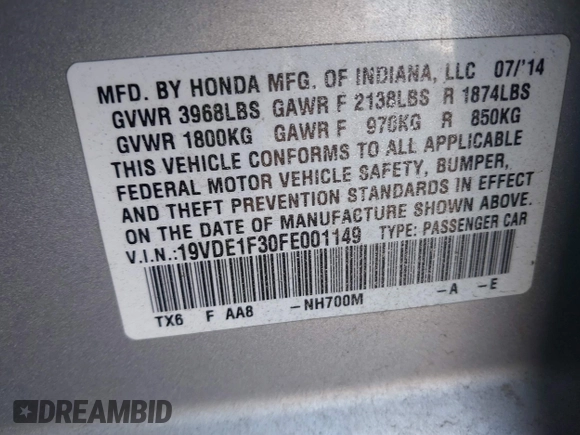 MFD. BY HONDA MFG. OF INDIANA, LLC 07/'14
GVWR 3968LBS GAWR F 2138LBS R 1874LBS
GVWR 1800KG GAWR F 970KG R 850KG
THIS VEHICLE CONFORMS TO ALL APPLICABLE
FEDERAL MOTOR VEHICLE SAFETY, BUMPER,
AND THEFT PREVENTION STANDARDS IN EFFECT
ON THE DATE OF MANUFACTURE SHOWN ABOVE.
V.I.N.:19VDE1F30FE001149 TYPE: PASSENGER CAR
TX6 F AA8 -NH700M -A -E
DREAMBID